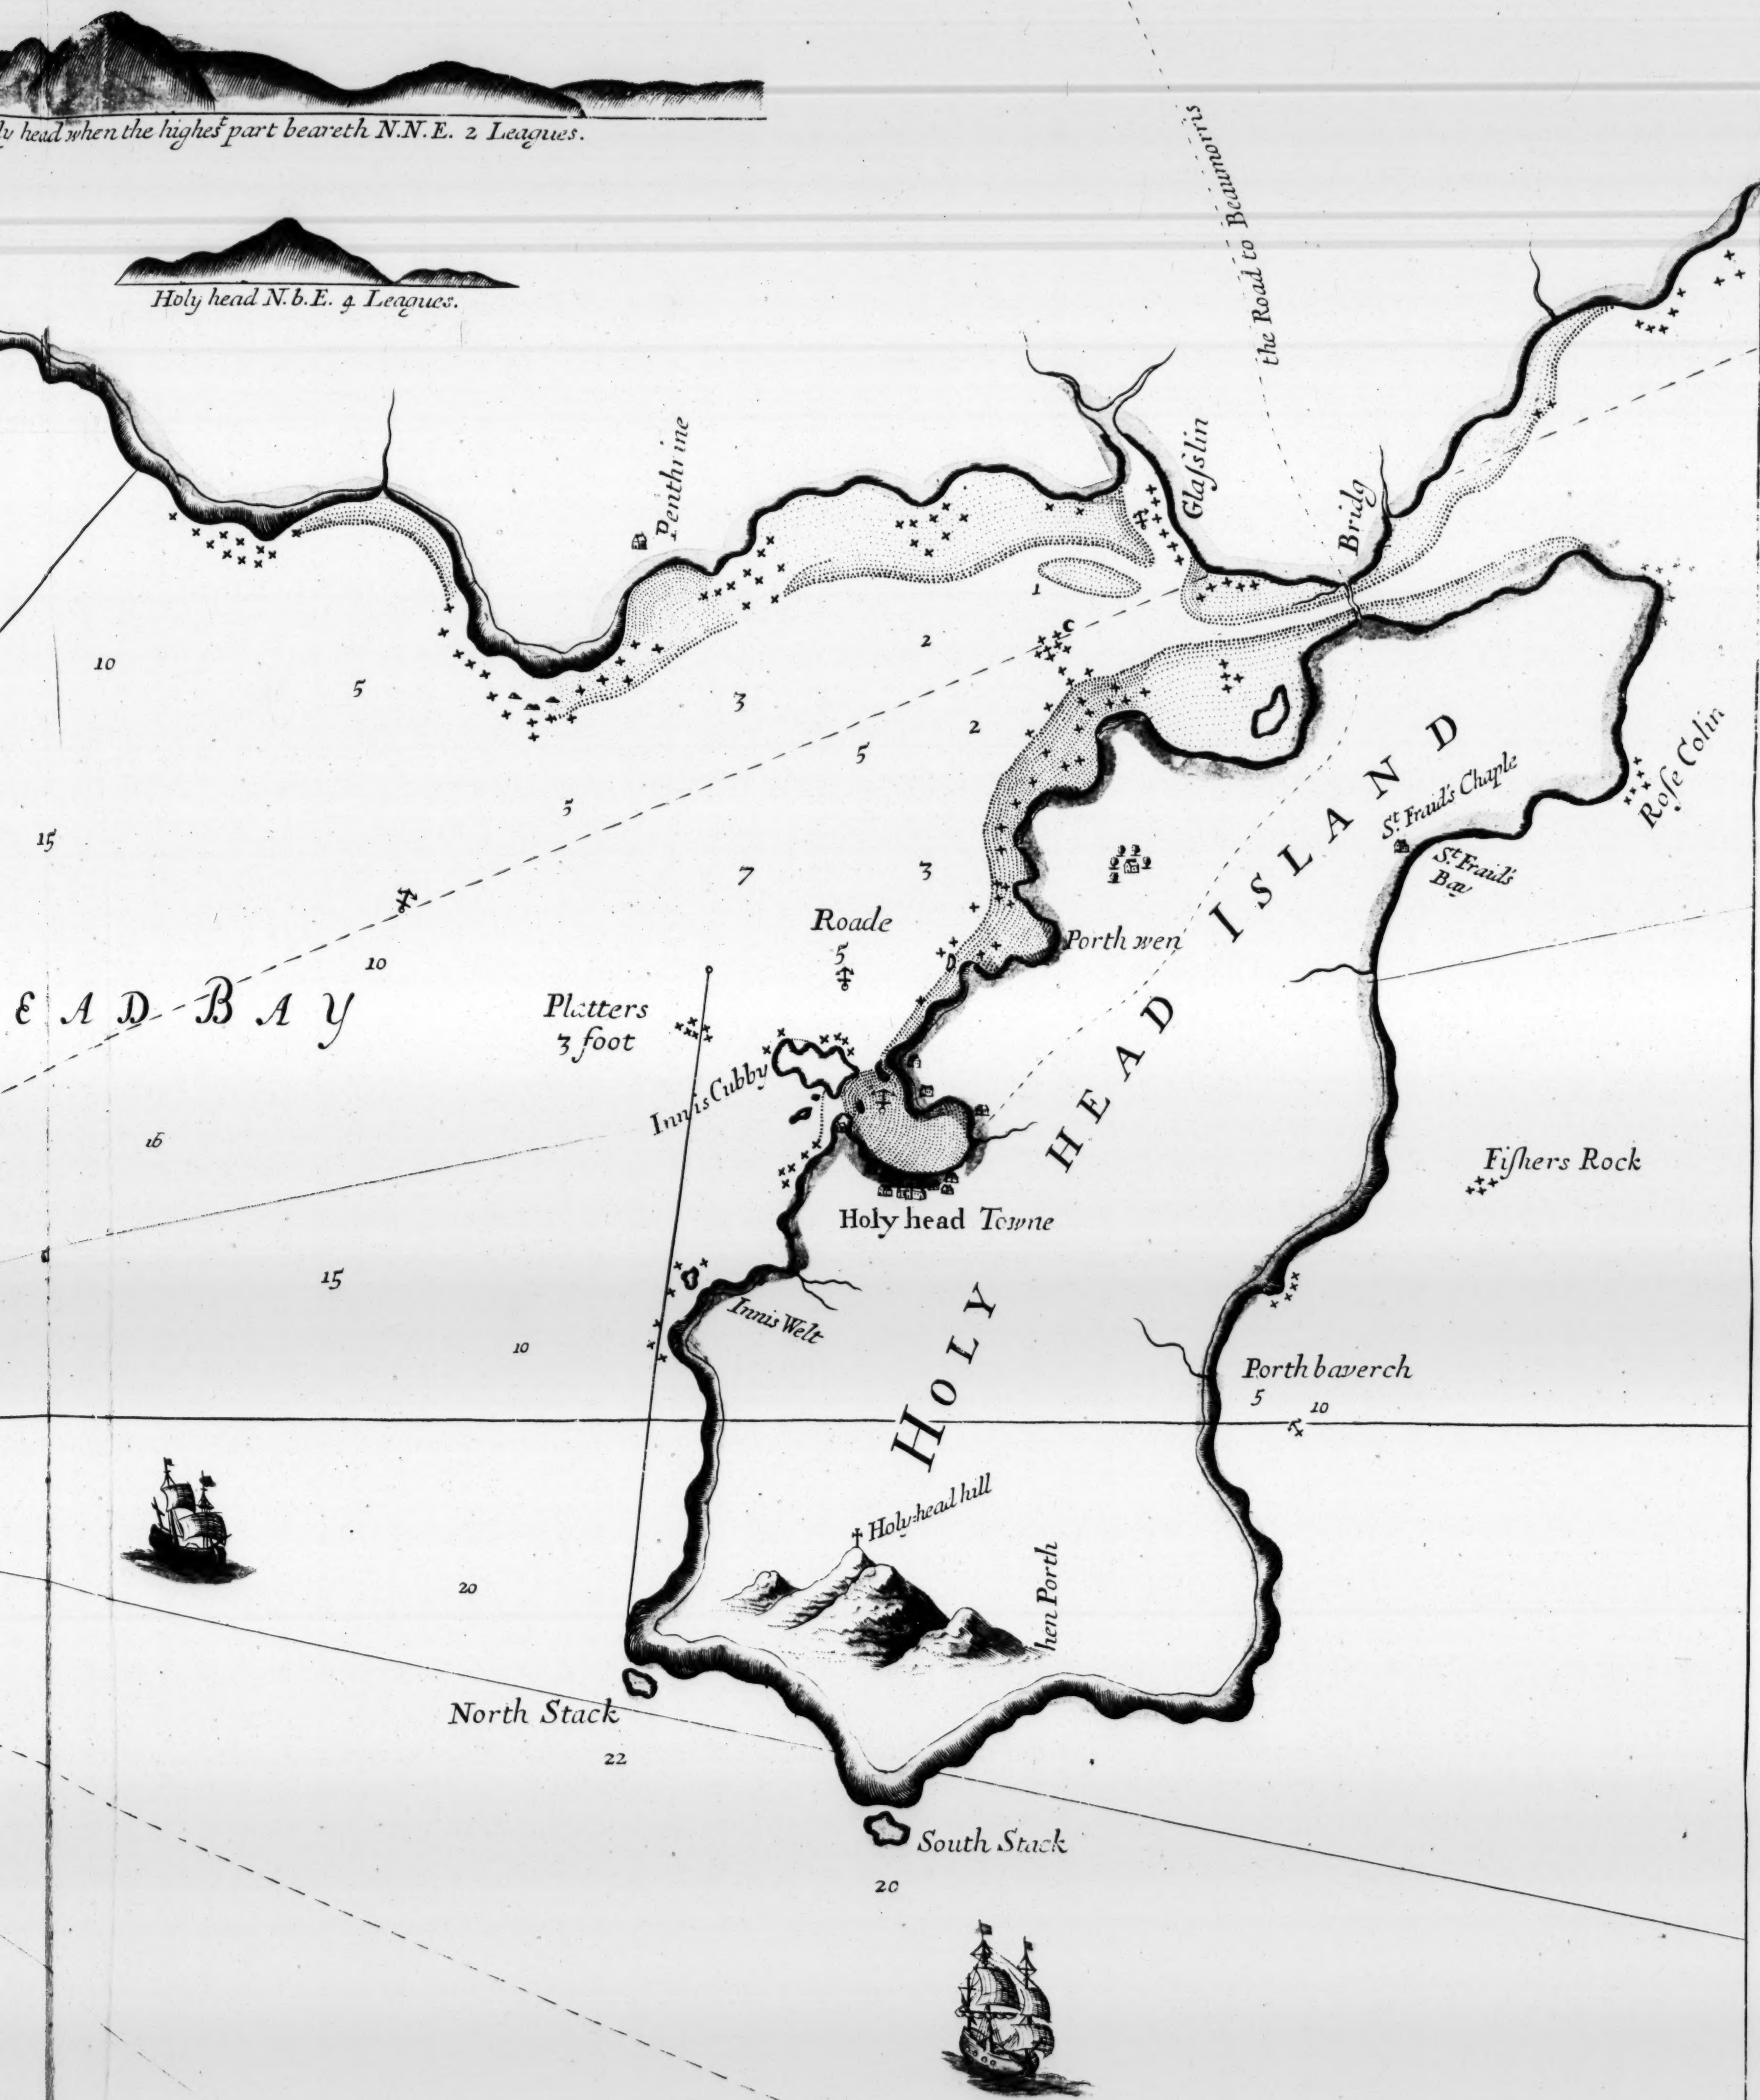 ly head when the highest part beareth N.N.E. 2 Leagues.
Holy head N.b.E. 4 Leagues.
the Road to Beaumorris
Penthrine
Glaſslin
Bridg
1
2
10
5
3
2
5
5
15
7
3
HOLY HEAD ISLAND
St. Fraid's Chaple
St. Fraid's
Bay
Roſe Colin
Roade
5
Porth wen
10
EAD BAY
Platters
3 foot
Innis Cubby
16
Fiſhers Rock
Holy head Towne
15
Innis Welt
10
Porth baverch
5
10
Holy-head hill
20
hen Porth
North Stack
22
South Stack
20